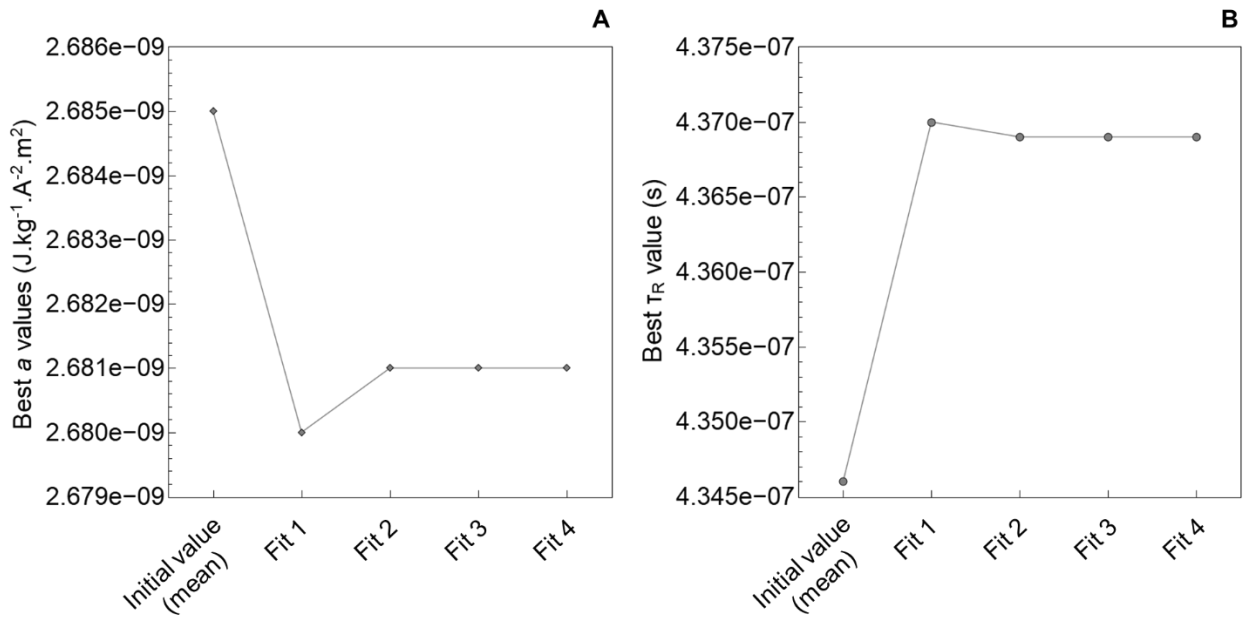 A
2.686e−09
2.685e−09
2.684e−09
2.683e−09
2.682e−09
2.681e−09
2.680e−09
2.679e−09
Best a values (J.kg⁻¹.A⁻².m²)
Initial value
(mean)
Fit 1
Fit 2
Fit 3
Fit 4
B
4.375e−07
4.370e−07
4.365e−07
4.360e−07
4.355e−07
4.350e−07
4.345e−07
Best τR value (s)
Initial value
(mean)
Fit 1
Fit 2
Fit 3
Fit 4